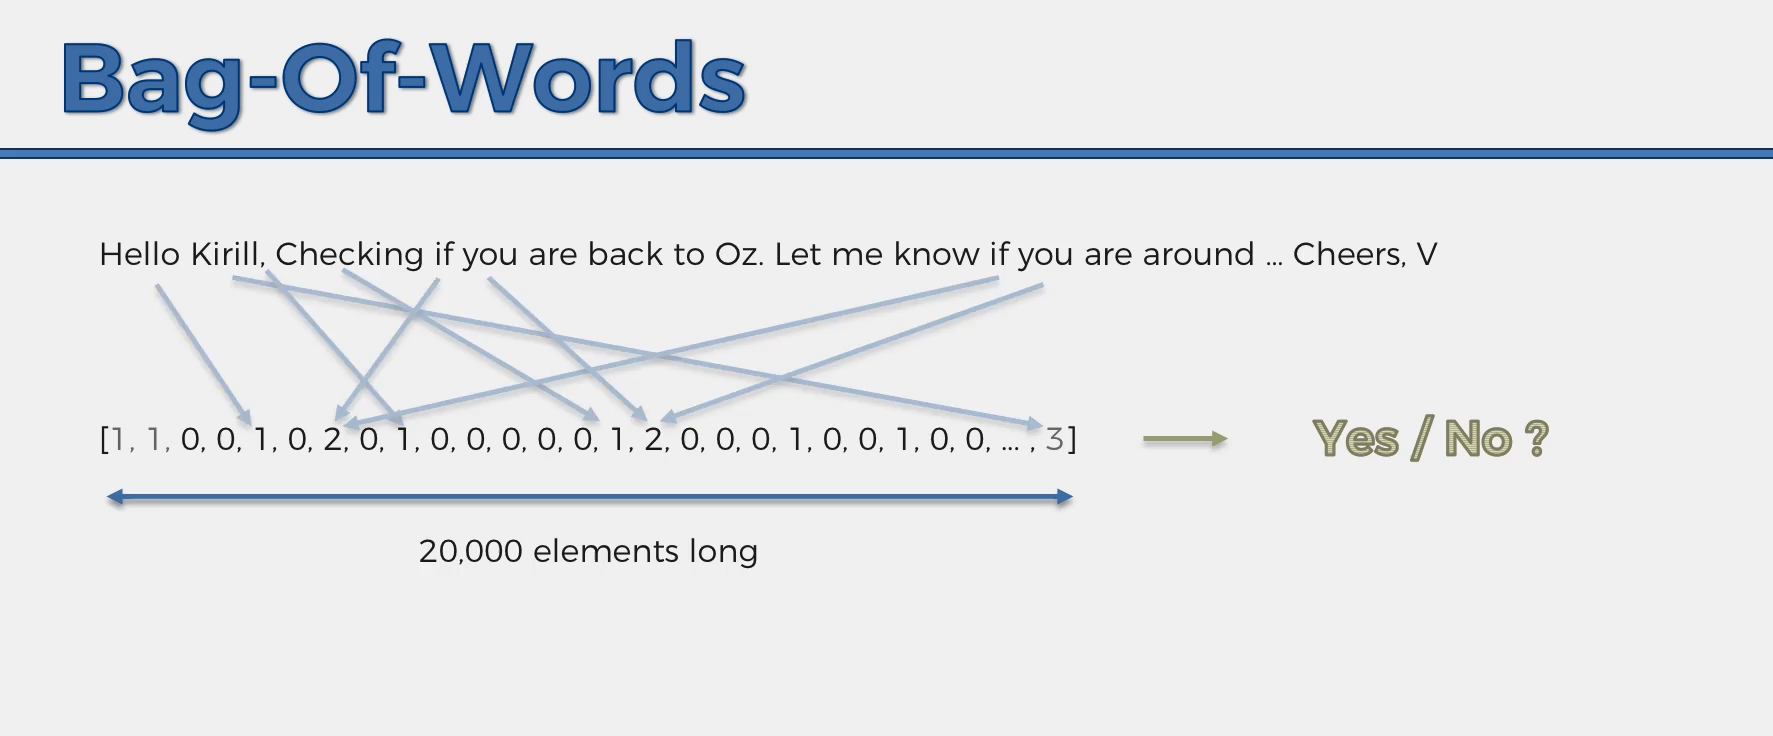 Bag-Of-Words
Hello Kirill, Checking if you are back to Oz. Let me know if you are around ... Cheers, V
[1, 1, 0, 0, 1, 0, 2, 0, 1, 0, 0, 0, 0, 0, 1, 2, 0, 0, 0, 1, 0, 0, 1, 0, 0, ... , 3]
Yes / No ?
20,000 elements long